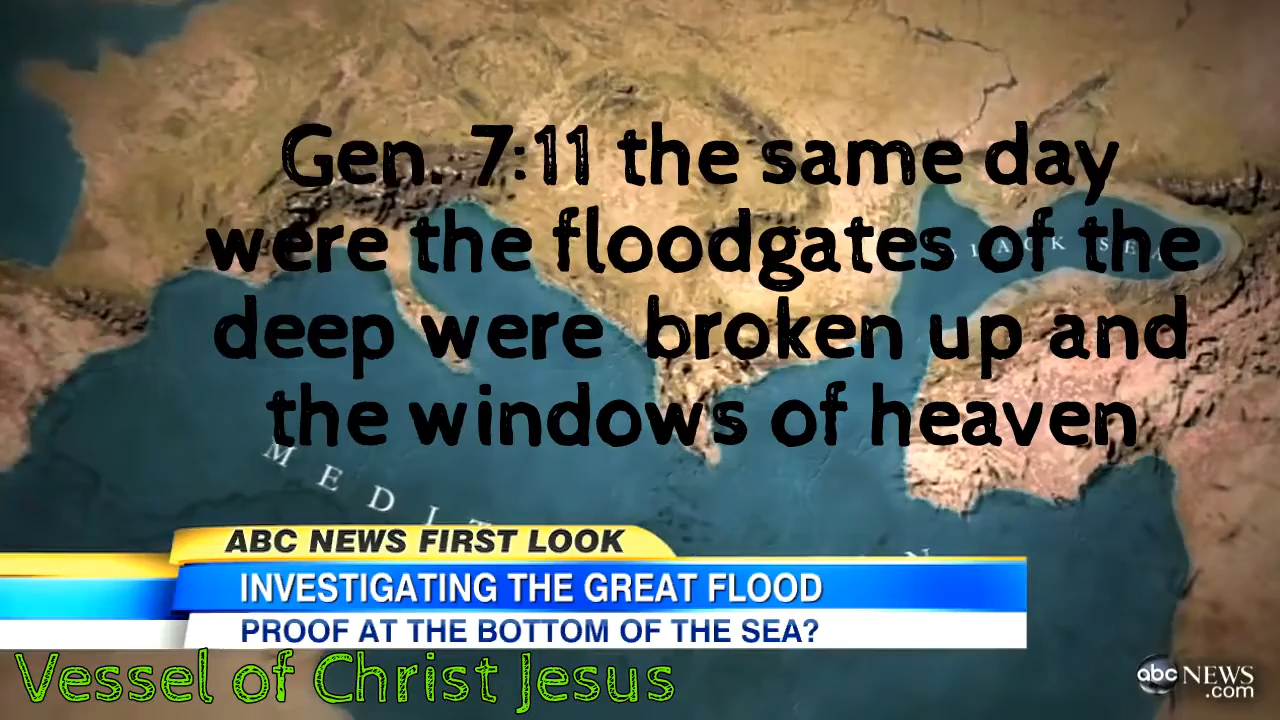 Gen. 7:11 the same day
were the floodgates of the
deep were broken up and
the windows of heaven
BLACK SEA
MEDIT
N
ABC NEWS FIRST LOOK
INVESTIGATING THE GREAT FLOOD
PROOF AT THE BOTTOM OF THE SEA?
Vessel of Christ Jesus
abc NEWS
.com